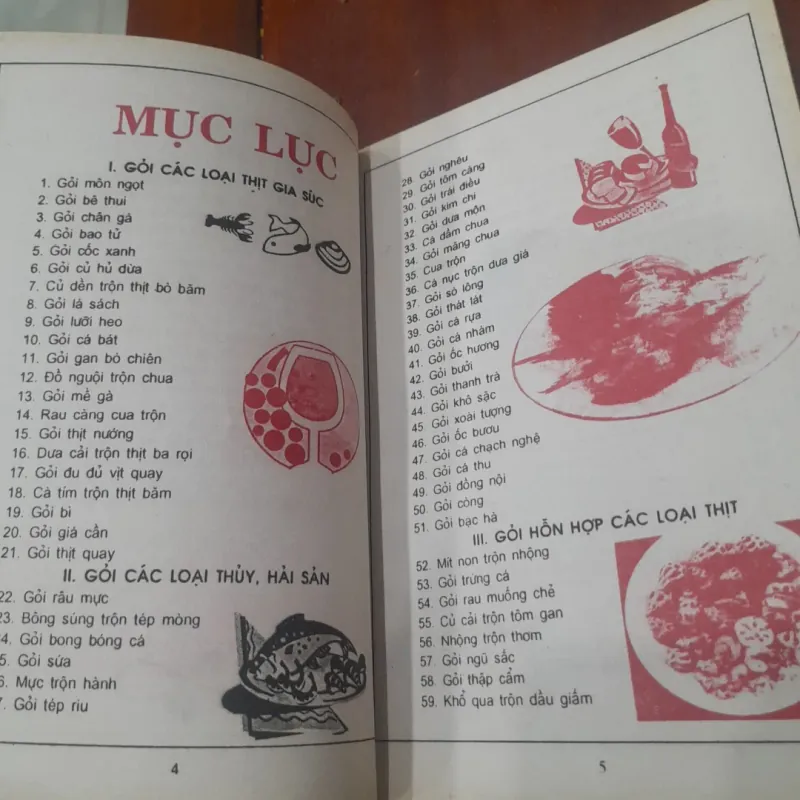 MỤC LỤC
I. GỎI CÁC LOẠI THỊT GIA SÚC
1. Gỏi môn ngọt
2. Gỏi bê thui
3. Gỏi chân gà
4. Gỏi bao tử
5. Gỏi cốc xanh
6. Gỏi củ hủ dừa
7. Củ dền trộn thịt bò băm
8. Gỏi lá sách
9. Gỏi lưỡi heo
10. Gỏi cá bát
11. Gỏi gan bò chiên
12. Đồ nguội trộn chua
13. Gỏi mề gà
14. Rau càng cua trộn
15. Gỏi thịt nướng
16. Dưa cải trộn thịt ba rọi
17. Gỏi đu đủ vịt quay
18. Cà tím trộn thịt băm
19. Gỏi bì
20. Gỏi giá cần
21. Gỏi thịt quay
II. GỎI CÁC LOẠI THỦY, HẢI SẢN
22. Gỏi râu mực
23. Bông súng trộn tép mòng
24. Gỏi bong bóng cá
5. Gỏi sứa
6. Mực trộn hành
7. Gỏi tép riu
4
28. Gỏi nghêu
29. Gỏi tôm càng
30. Gỏi trái điều
31. Gỏi kim chi
32. Gỏi dưa môn
33. Cá dầm chua
34. Gỏi măng chua
35. Cua trộn
36. Cá nục trộn dưa giá
37. Gỏi sò lông
38. Gỏi thát lát
39. Gỏi cá rựa
40. Gỏi cá nhám
41. Gỏi ốc hương
42. Gỏi bưởi
43. Gỏi thanh trà
44. Gỏi khô sặc
45. Gỏi xoài tượng
46. Gỏi ốc bươu
47. Gỏi cá chạch nghệ
48. Gỏi cá thu
49. Gỏi đồng nội
50. Gỏi còng
51. Gỏi bạc hà
III. GỎI HỖN HỢP CÁC LOẠI THỊT
52. Mít non trộn nhộng
53. Gỏi trứng cá
54. Gỏi rau muống chẻ
55. Củ cải trộn tôm gan
56. Nhộng trộn thơm
57. Gỏi ngũ sắc
58. Gỏi thập cẩm
59. Khổ qua trộn dầu giấm
5